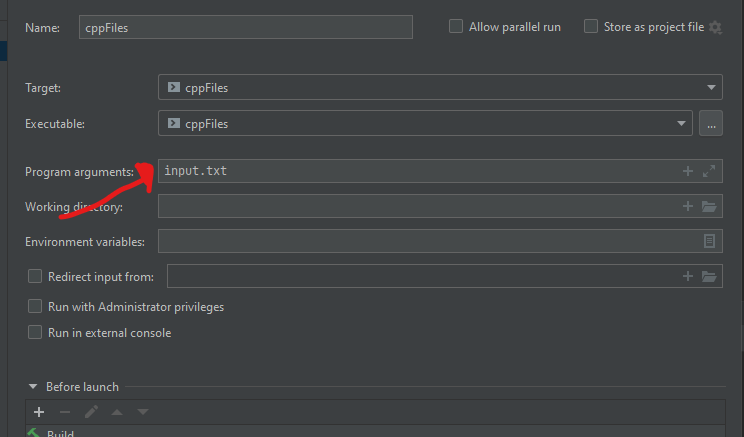 Name: cppFiles Allow parallel run Store as project file
Target: cppFiles
Executable: cppFiles ...
Program arguments: input.txt
Working directory:
Environment variables:
Redirect input from:
Run with Administrator privileges
Run in external console
Before launch
Build